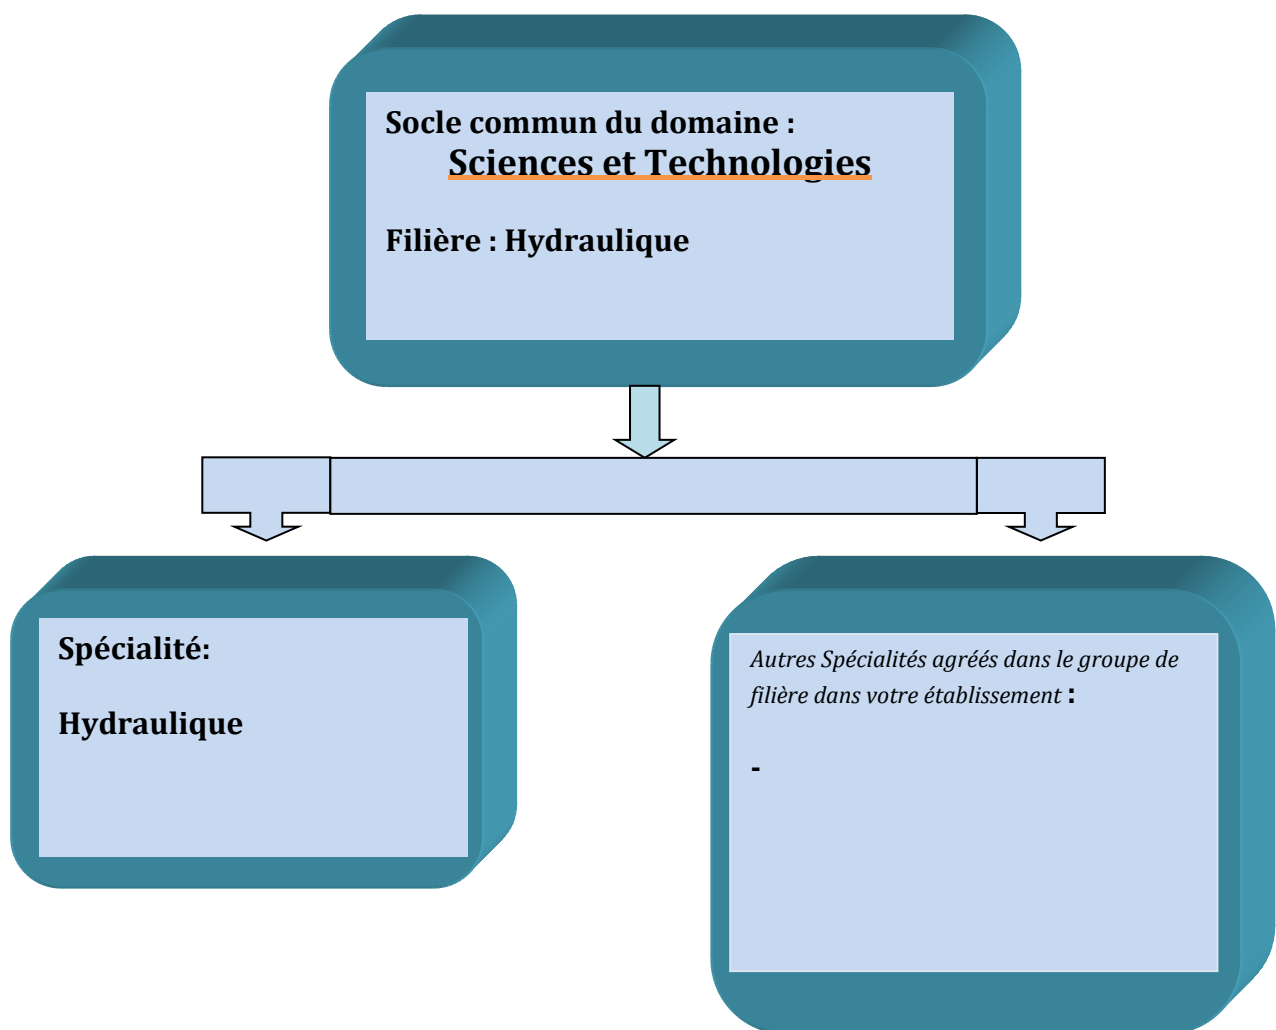 Socle commun du domaine :
Sciences et Technologies
Filière : Hydraulique
Spécialité:
Hydraulique
Autres Spécialités agréés dans le groupe de
filière dans votre établissement :
-